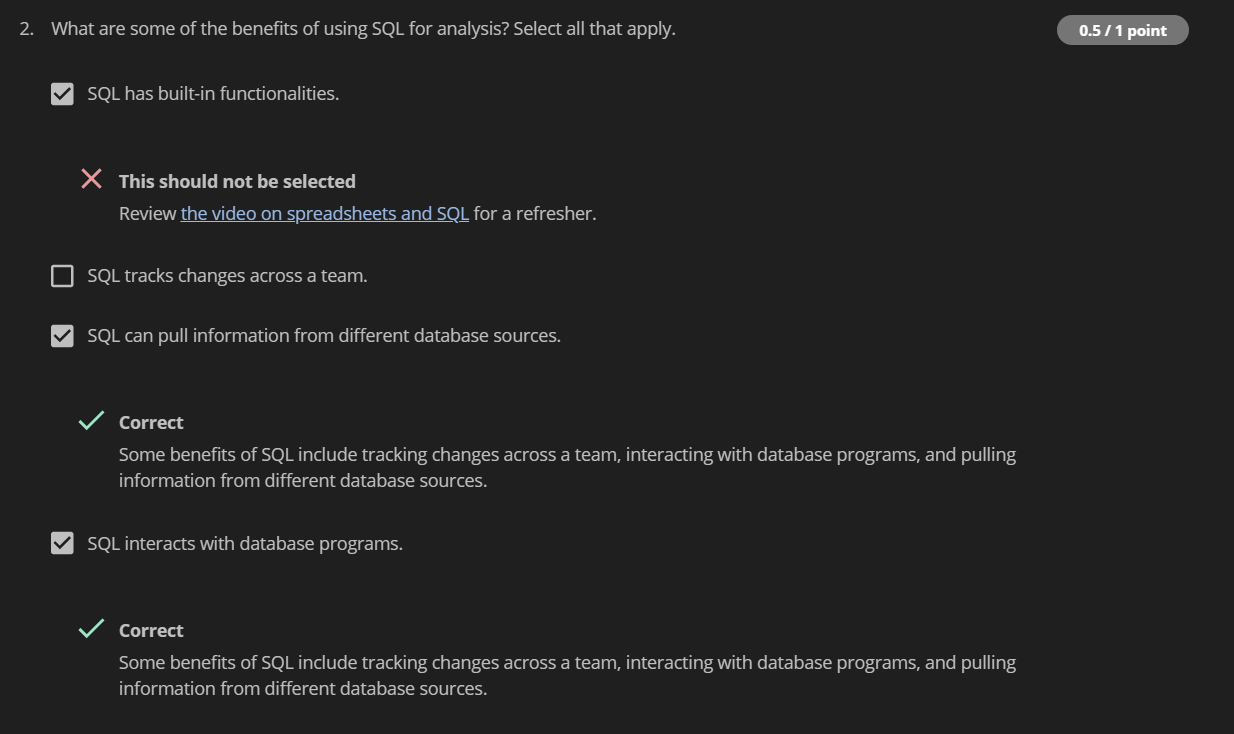 2. What are some of the benefits of using SQL for analysis? Select all that apply.
0.5 / 1 point
SQL has built-in functionalities.
This should not be selected
Review the video on spreadsheets and SQL for a refresher.
SQL tracks changes across a team.
SQL can pull information from different database sources.
Correct
Some benefits of SQL include tracking changes across a team, interacting with database programs, and pulling
information from different database sources.
SQL interacts with database programs.
Correct
Some benefits of SQL include tracking changes across a team, interacting with database programs, and pulling
information from different database sources.